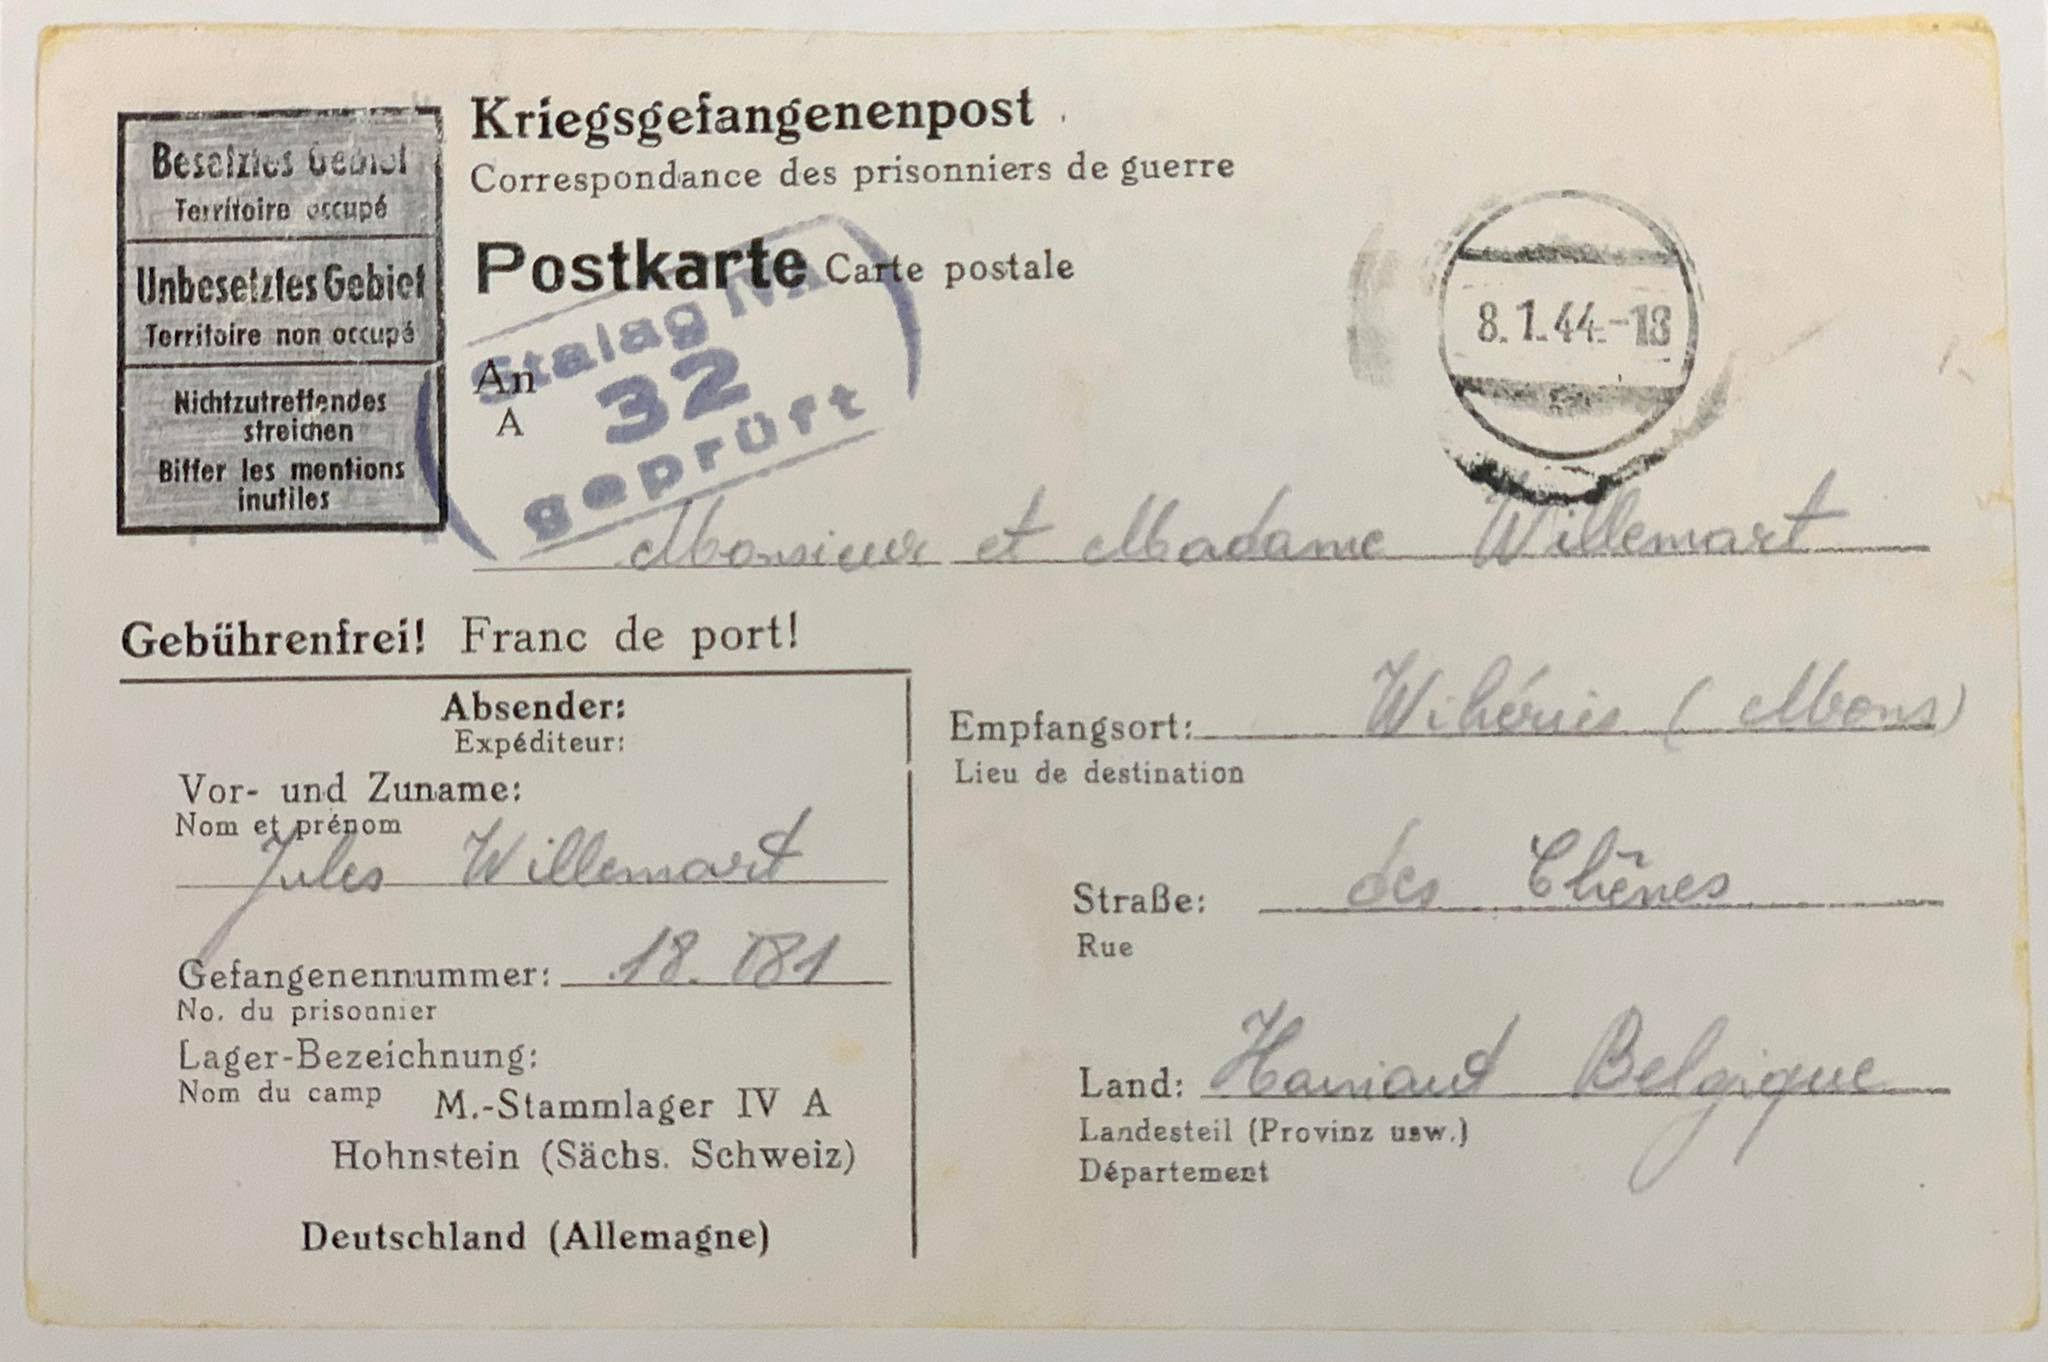 Besetztes Gebiet
Territoire occupé
Unbesetztes Gebiet
Territoire non occupé
Nichtzutreffendes
streichen
Biffer les mentions
inutiles
Kriegsgefangenenpost
Correspondance des prisonniers de guerre
Postkarte Carte postale
8.1.44.-18
Stalag IV A
32
geprüft
An
A
Monsieur et Madame Willemart
Gebührenfrei! Franc de port!
Absender:
Expéditeur:
Vor- und Zuname:
Nom et prénom
Jules Willemart
Gefangenennummer: 18.081
No. du prisonnier
Lager-Bezeichnung:
Nom du camp
M.-Stammlager IV A
Hohnstein (Sächs. Schweiz)
Deutschland (Allemagne)
Empfangsort: Wihéries (Mons)
Lieu de destination
Straße: des Chênes
Rue
Land: Hainaut Belgique
Landesteil (Provinz usw.)
Département